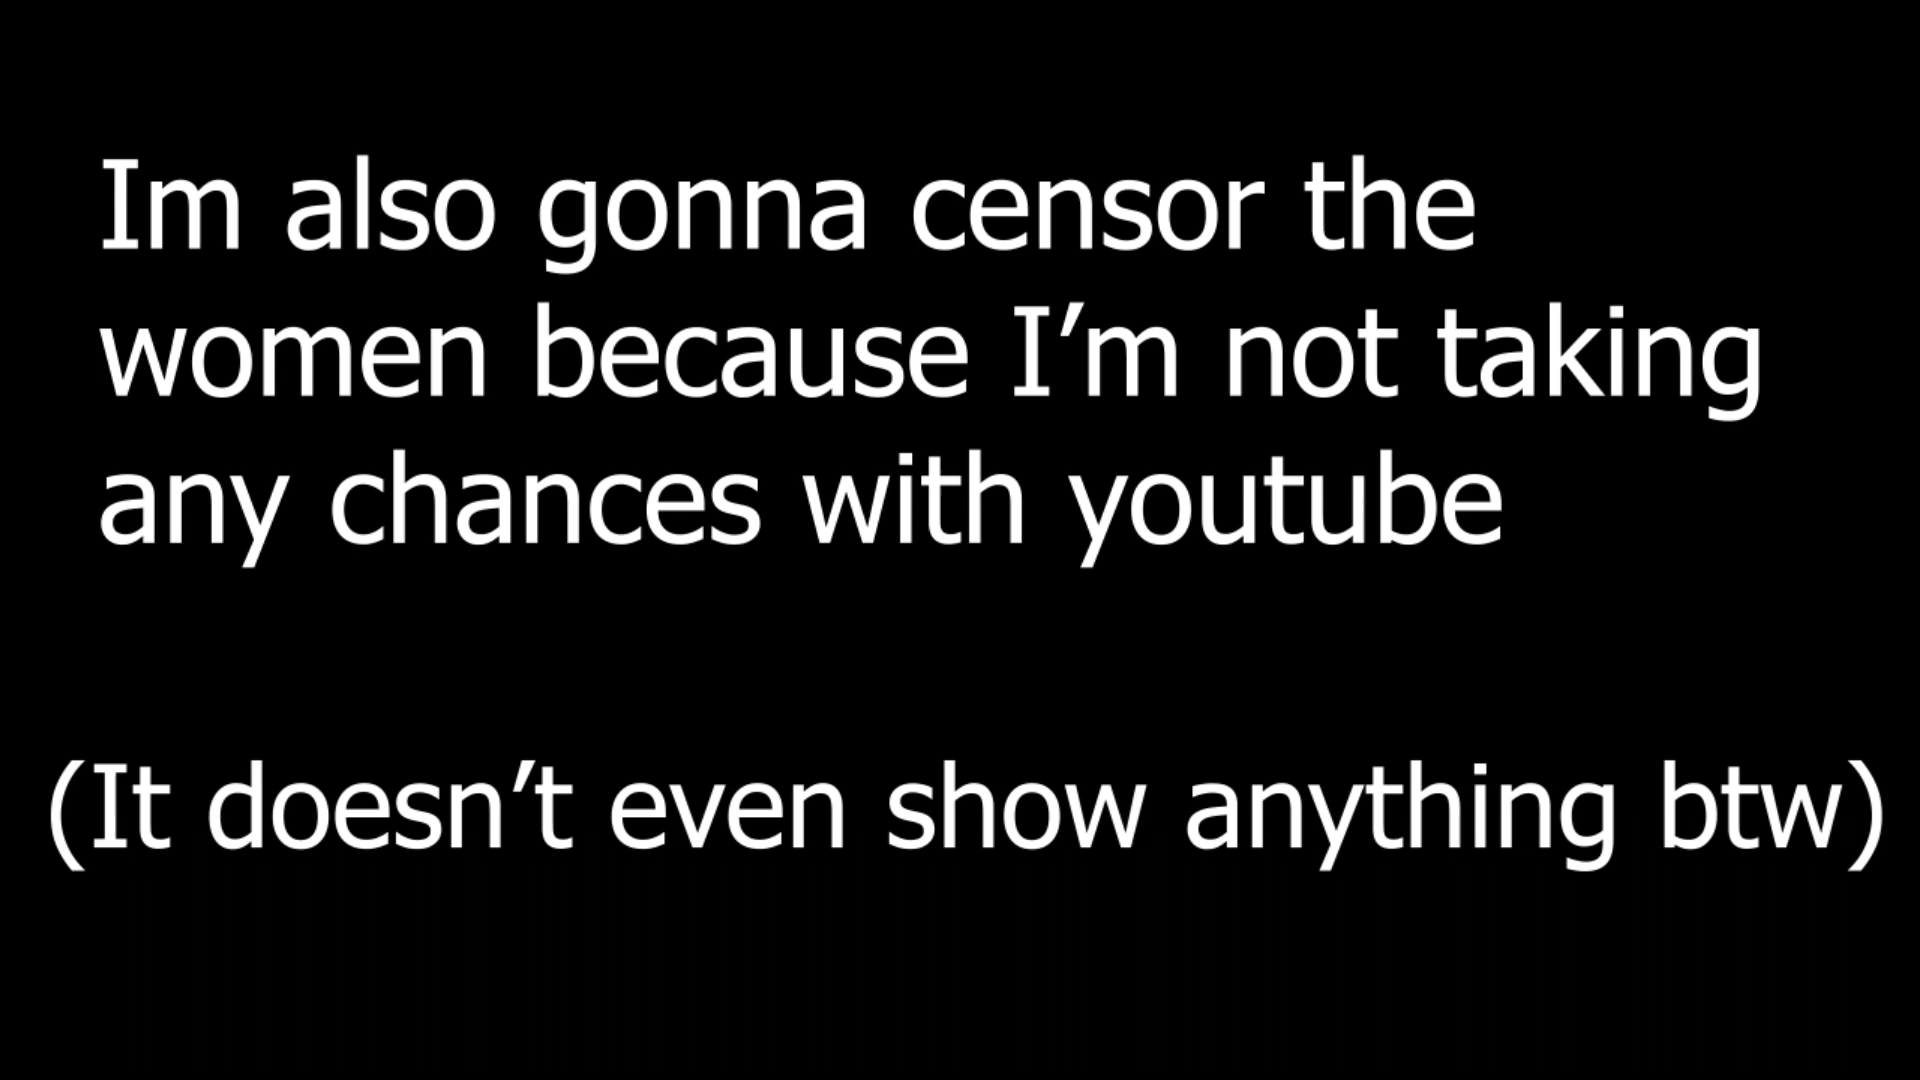 Im also gonna censor the
women because I’m not taking
any chances with youtube
(It doesn’t even show anything btw)